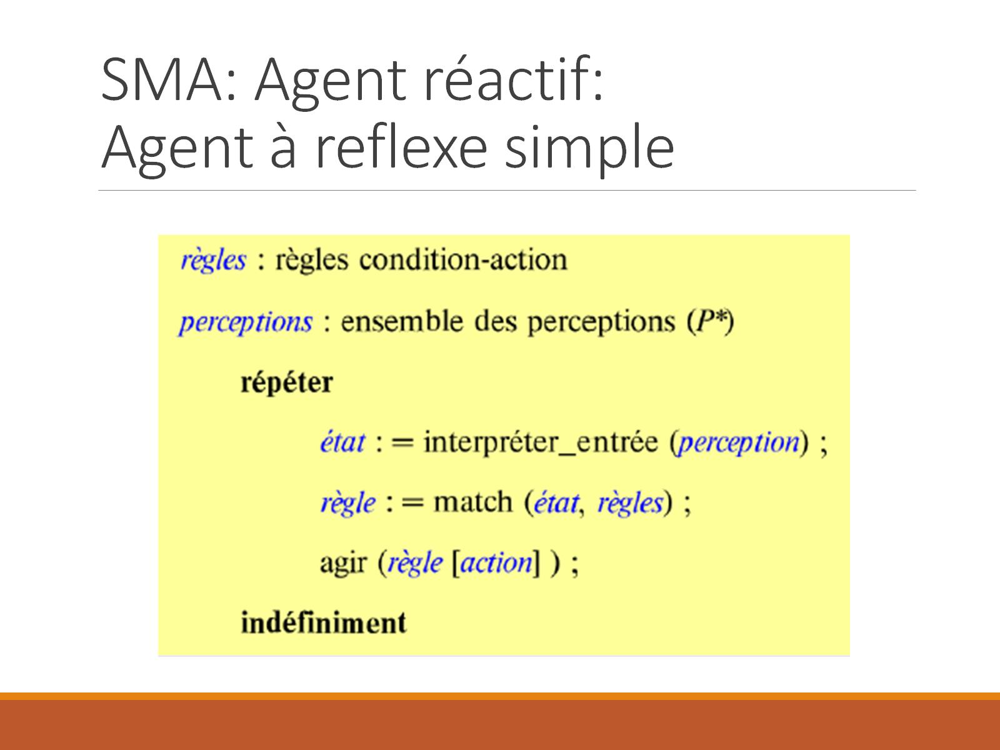 SMA: Agent réactif:
Agent à reflexe simple
règles : règles condition-action
perceptions : ensemble des perceptions (P*)
répéter
état : = interpréter_entrée (perception) ;
règle : = match (état, règles) ;
agir (règle [action] ) ;
indéfiniment